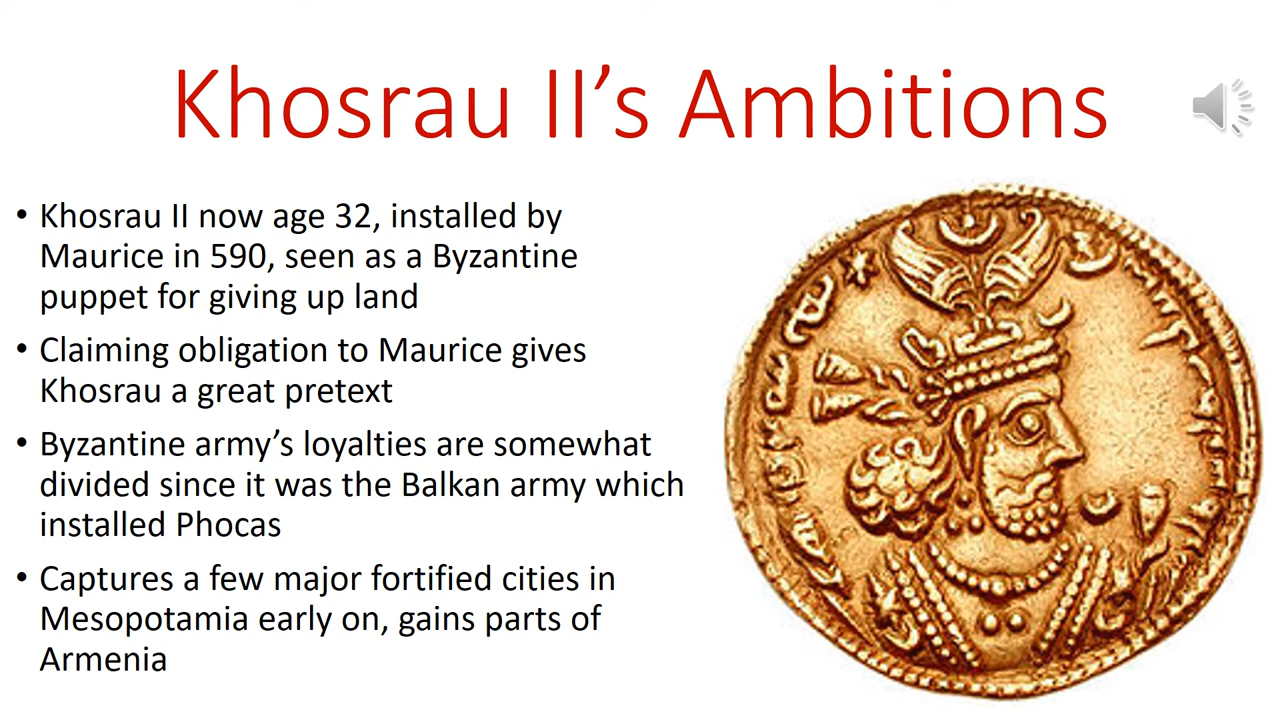 Khosrau II’s Ambitions
• Khosrau II now age 32, installed by
Maurice in 590, seen as a Byzantine
puppet for giving up land
• Claiming obligation to Maurice gives
Khosrau a great pretext
• Byzantine army’s loyalties are somewhat
divided since it was the Balkan army which
installed Phocas
• Captures a few major fortified cities in
Mesopotamia early on, gains parts of
Armenia